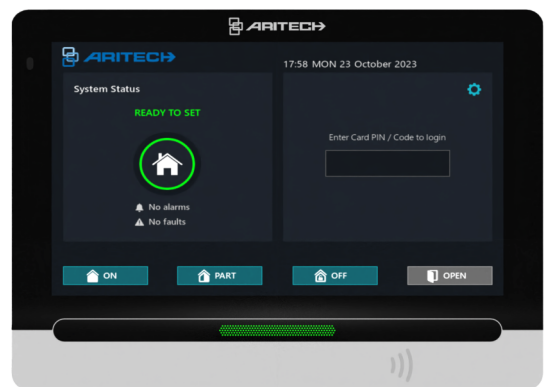 ARITECH
ARITECH
17:58 MON 23 October 2023
System Status
READY TO SET
Enter Card PIN / Code to login
No alarms
No faults
ON
PART
OFF
OPEN